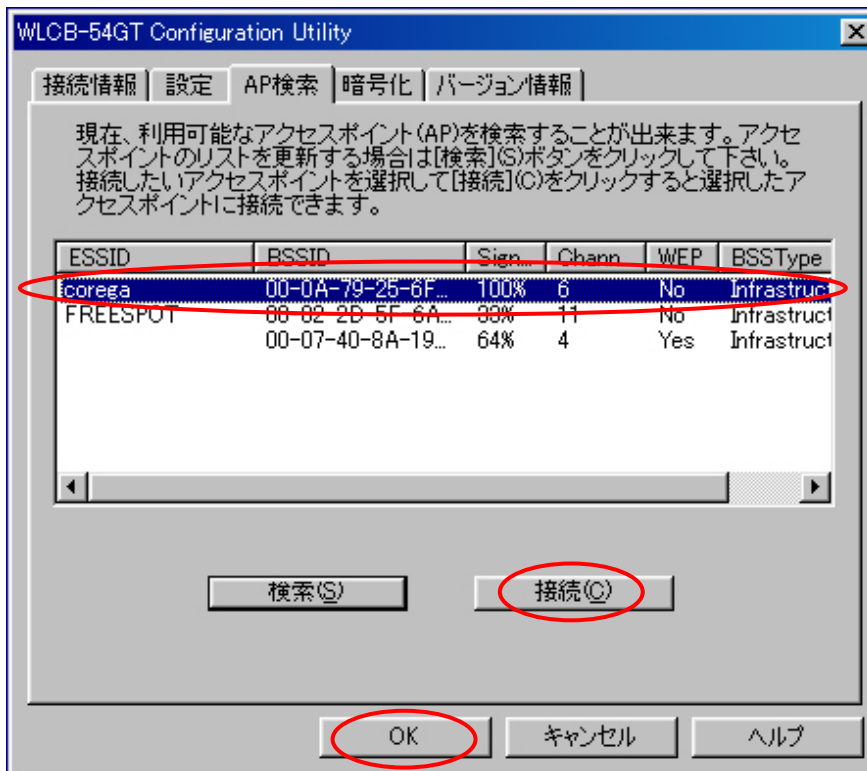 WLCB-54GT Configuration Utility
接続情報 設定 AP検索 暗号化 バージョン情報
現在、利用可能なアクセスポイント(AP)を検索することが出来ます。アクセ
スポイントのリストを更新する場合は[検索](S)ボタンをクリックして下さい。
接続したいアクセスポイントを選択して[接続](C)をクリックすると選択したア
クセスポイントに接続できます。
ESSID BSSID Sign... Chann WEP BSSType
corega 00-0A-79-25-6F... 100% 6 No Infrastruct
FREESPOT 11 No Infrastruct
00-07-40-8A-19... 64% 4 Yes Infrastruct
検索(S) 接続(C)
OK キャンセル ヘルプ